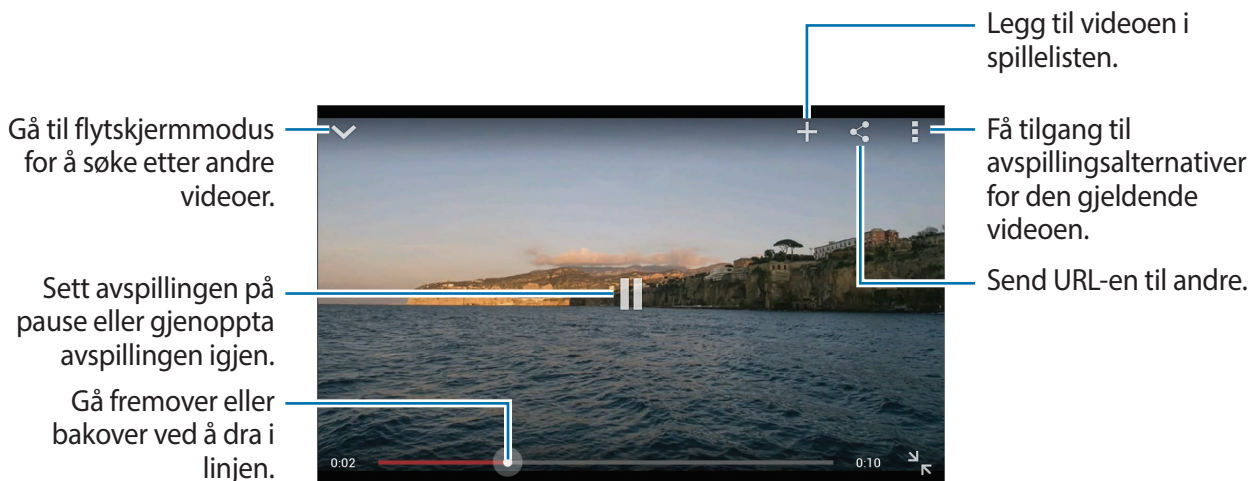 Legg til videoen i
spillelisten.
Gå til flytskjermmodus
for å søke etter andre
videoer.
Få tilgang til
avspillingsalternativer
for den gjeldende
videoen.
Send URL-en til andre.
Sett avspillingen på
pause eller gjenoppta
avspillingen igjen.
Gå fremover eller
bakover ved å dra i
linjen.
0:02
0:10